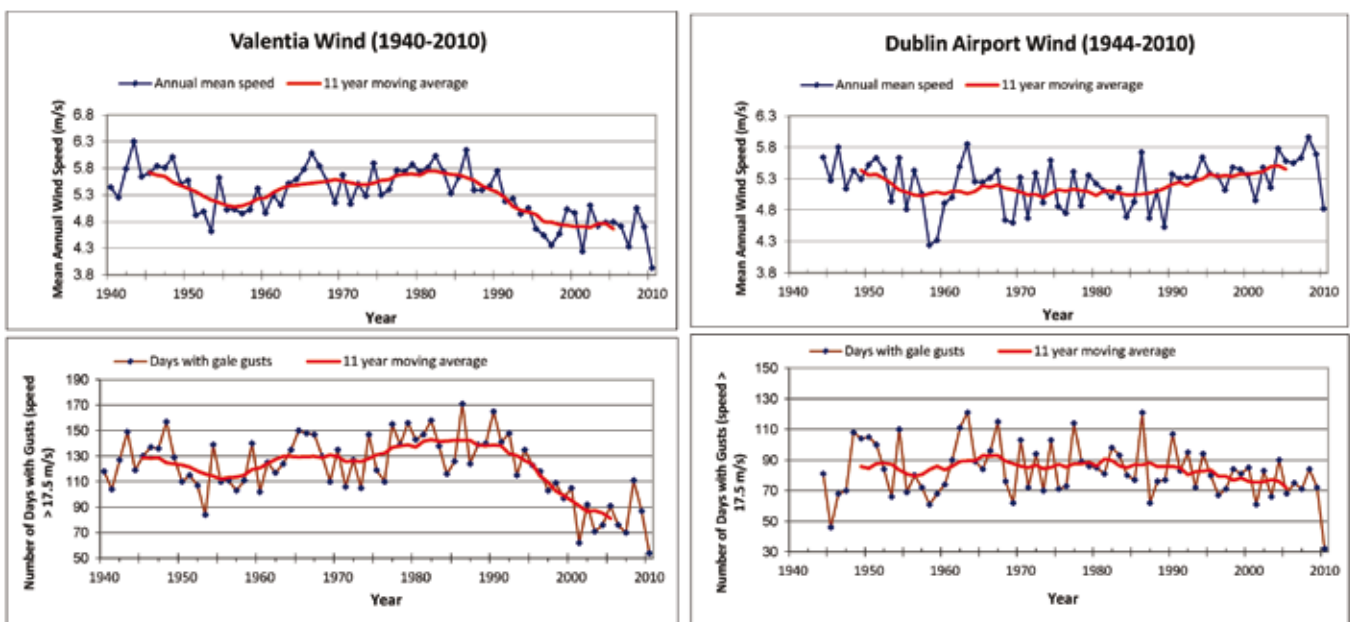 Valentia Wind (1940-2010)
Annual mean speed
11 year moving average
Mean Annual Wind Speed (m/s)
6.8
6.3
5.8
5.3
4.8
4.3
3.8
1940 1950 1960 1970 1980 1990 2000 2010
Year
Dublin Airport Wind (1944-2010)
Annual mean speed
11 year moving average
Mean Annual Wind Speed (m/s)
6.3
5.8
5.3
4.8
4.3
3.8
1940 1950 1960 1970 1980 1990 2000 2010
Year
Days with gale gusts
11 year moving average
Number of Days with Gusts (speed
> 17.5 m/s)
190
170
150
130
110
90
70
50
1940 1950 1960 1970 1980 1990 2000 2010
Year
Days with gale gusts
11 year moving average
Number of Days with Gusts (speed >
17.5 m/s)
150
130
110
90
70
50
30
1940 1950 1960 1970 1980 1990 2000 2010
Year